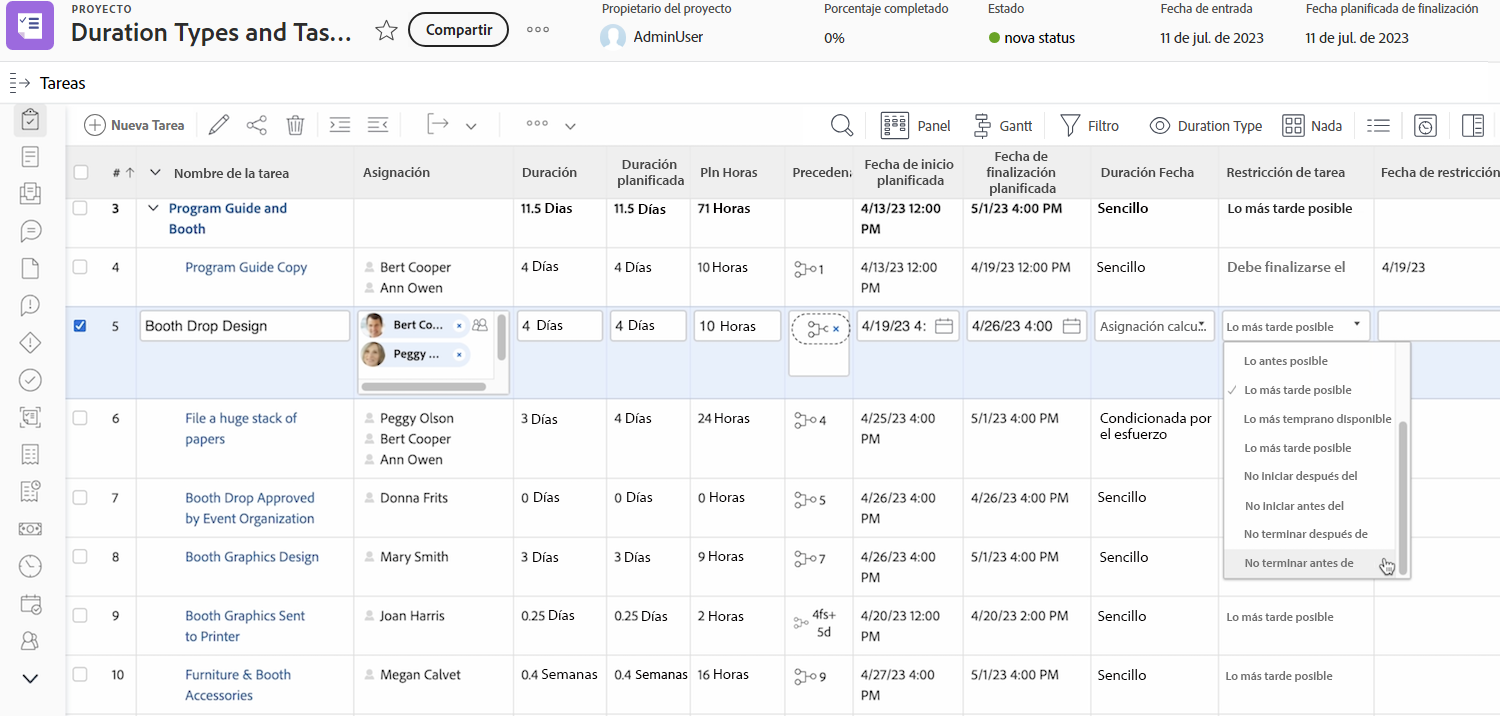 PROYECTO
Duration Types and Tas...
Compartir
Propietario del proyecto
AdminUser
Porcentaje completado
0%
Estado
nova status
Fecha de entrada
11 de jul. de 2023
Fecha planificada de finalización
11 de jul. de 2023
Tareas
Nueva Tarea
Panel
Gantt
Filtro
Duration Type
Nada
#
Nombre de la tarea
Asignación
Duración
Duración
planificada
Pln Horas
Precedena
Fecha de inicio
planificada
Fecha de
finalización
planificada
Duración Fecha
Restricción de tarea
Fecha de restricción
3
Program Guide and
Booth
11.5 Dias
11.5 Días
71 Horas
4/13/23 12:00
PM
5/1/23 4:00 PM
Sencillo
Lo más tarde posible
4
Program Guide Copy
Bert Cooper
Ann Owen
4 Días
4 Días
10 Horas
1
4/13/23 12:00
PM
4/19/23 12:00 PM
Sencillo
Debe finalizarse el
4/19/23
5
Booth Drop Design
Bert Co...
Peggy ...
4 Días
4 Días
10 Horas
4/19/23 4:
4/26/23 4:00
Asignación calcu...
Lo más tarde posible
Lo antes posible
Lo más tarde posible
Lo más temprano disponible
Lo más tarde posible
No iniciar después del
No iniciar antes del
No terminar después de
No terminar antes de
6
File a huge stack of
papers
Peggy Olson
Bert Cooper
Ann Owen
3 Días
4 Días
24 Horas
4
4/25/23 4:00
PM
5/1/23 4:00 PM
Condicionada por
el esfuerzo
7
Booth Drop Approved
by Event Organization
Donna Frits
0 Días
0 Días
0 Horas
5
4/26/23 4:00
PM
4/26/23 4:00 PM
Sencillo
8
Booth Graphics Design
Mary Smith
3 Días
3 Días
9 Horas
7
4/26/23 4:00
PM
5/1/23 4:00 PM
Sencillo
9
Booth Graphics Sent
to Printer
Joan Harris
0.25 Días
0.25 Días
2 Horas
4fs+
5d
4/20/23 12:00
PM
4/20/23 2:00 PM
Sencillo
Lo más tarde posible
10
Furniture & Booth
Accessories
Megan Calvet
0.4 Semanas
0.4 Semanas
16 Horas
9
4/27/23 4:00
PM
5/1/23 4:00 PM
Sencillo
Lo más tarde posible